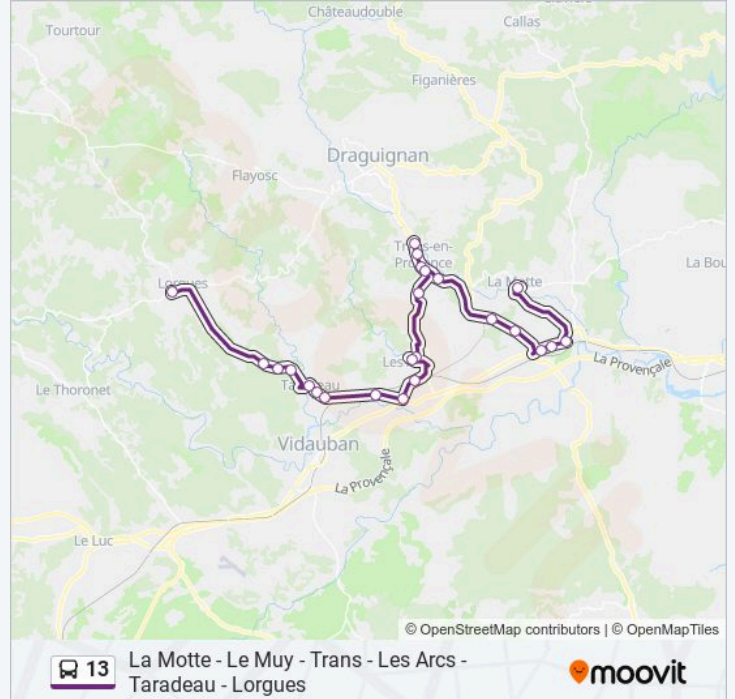 Châteaudouble
Callas
Tourtour
Figanières
Draguignan
Flayosc
Trans-en-
Provence
La Bou
La Motte
Lorgues
Les
La Provençale
Taradeau
Le Thoronet
Vidauban
La Provençale
Le Luc
© OpenStreetMap contributors | © OpenMapTiles
13 La Motte - Le Muy - Trans - Les Arcs -
Taradeau - Lorgues
moovit